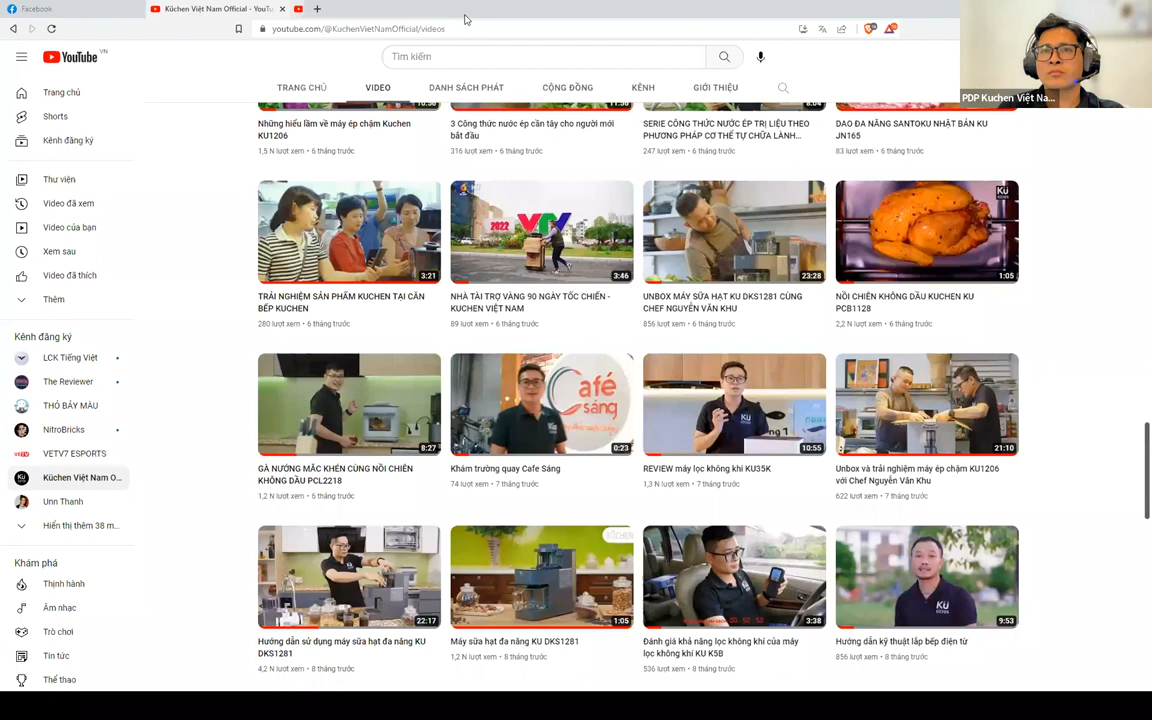 Facebook
Küchen Việt Nam Official - YouTu
youtube.com/@KuchenVietNamOfficial/videos
YouTube VN
Tìm kiếm
PDP Kuchen Việt Na...
TRANG CHỦ
VIDEO
DANH SÁCH PHÁT
CỘNG ĐỒNG
KÊNH
GIỚI THIỆU
Trang chủ
Shorts
Kênh đăng ký
Thư viện
Video đã xem
Video của bạn
Xem sau
Video đã thích
Thêm
Kênh đăng ký
LCK Tiếng Việt
The Reviewer
THỎ BẢY MÀU
NitroBricks
VETV7 ESPORTS
Küchen Việt Nam O...
Unn Thanh
Hiển thị thêm 38 m...
Khám phá
Thịnh hành
Âm nhạc
Trò chơi
Tin tức
Thể thao
Những hiểu lầm về máy ép chậm Kuchen
KU1206
1,5 N lượt xem • 6 tháng trước
3 Công thức nước ép cần tây cho người mới
bắt đầu
316 lượt xem • 6 tháng trước
SERIE CÔNG THỨC NƯỚC ÉP TRỊ LIỆU THEO
PHƯƠNG PHÁP CƠ THỂ TỰ CHỮA LÀNH...
247 lượt xem • 6 tháng trước
DAO ĐA NĂNG SANTOKU NHẬT BẢN KU
JN165
83 lượt xem • 6 tháng trước
3:21
TRẢI NGHIỆM SẢN PHẨM KUCHEN TẠI CĂN
BẾP KUCHEN
280 lượt xem • 6 tháng trước
2022 VTV
3:46
NHÀ TÀI TRỢ VÀNG 90 NGÀY TỐC CHIẾN -
KUCHEN VIỆT NAM
89 lượt xem • 6 tháng trước
23:28
UNBOX MÁY SỮA HẠT KU DKS1281 CÙNG
CHEF NGUYỄN VĂN KHU
856 lượt xem • 6 tháng trước
KÜ
1:05
NỒI CHIÊN KHÔNG DẦU KUCHEN KU
PCB1128
2,2 N lượt xem • 6 tháng trước
8:27
GÀ NƯỚNG MẮC KHÉN CÙNG NỒI CHIÊN
KHÔNG DẦU PCL2218
1,2 N lượt xem • 6 tháng trước
Café
sáng
0:23
Khám trường quay Cafe Sáng
74 lượt xem • 7 tháng trước
KÜ
10:55
REVIEW máy lọc không khí KU35K
1,3 N lượt xem • 7 tháng trước
21:10
Unbox và trải nghiệm máy ép chậm KU1206
với Chef Nguyễn Văn Khu
622 lượt xem • 7 tháng trước
22:17
Hướng dẫn sử dụng máy sữa hạt đa năng KU
DKS1281
4,2 N lượt xem • 8 tháng trước
KÜCHEN
1:05
Máy sữa hạt đa năng KU DKS1281
1,2 N lượt xem • 8 tháng trước
3:38
Đánh giá khả năng lọc không khí của máy
lọc không khí KU K5B
536 lượt xem • 8 tháng trước
KÜ
9:53
Hướng dẫn kỹ thuật lắp bếp điện từ
856 lượt xem • 8 tháng trước